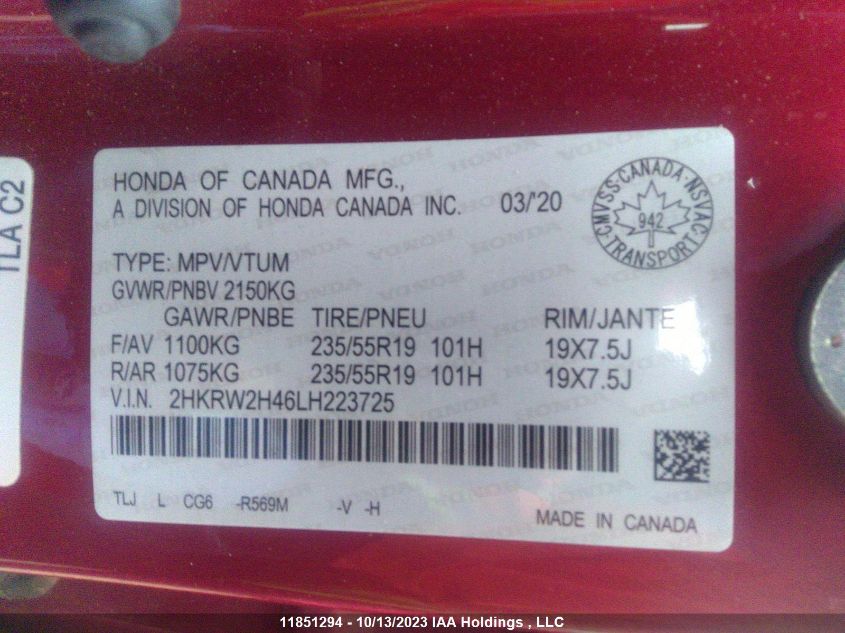 TLA C2
HONDA OF CANADA MFG.,
A DIVISION OF HONDA CANADA INC. 03/'20
CMVSS·CANADA·NSVAC
942
TRANSPORT
TYPE: MPV/VTUM
GVWR/PNBV 2150KG
GAWR/PNBE TIRE/PNEU RIM/JANTE
F/AV 1100KG 235/55R19 101H 19X7.5J
R/AR 1075KG 235/55R19 101H 19X7.5J
V.I.N. 2HKRW2H46LH223725
TLJ L CG6 -R569M -V -H
MADE IN CANADA
11851294 - 10/13/2023 IAA Holdings , LLC